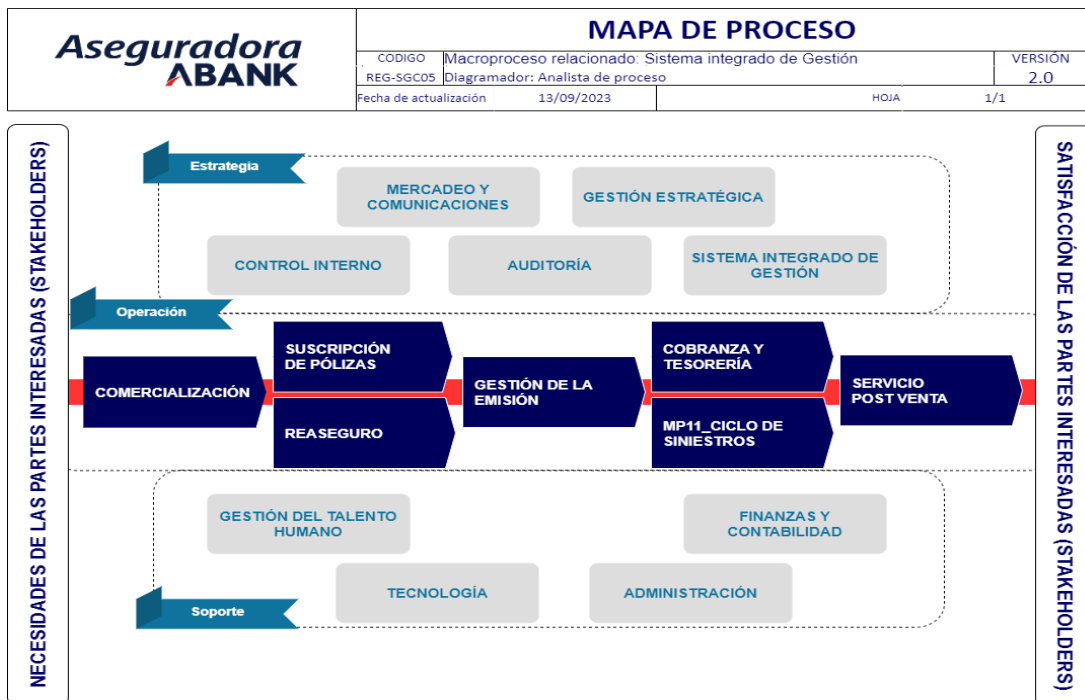 Aseguradora
ABANK
MAPA DE PROCESO
CODIGO
Macroproceso relacionado: Sistema integrado de Gestión
VERSIÓN
REG-SGC05
Diagramador: Analista de proceso
2.0
Fecha de actualización
13/09/2023
HOJA
1/1
NECESIDADES DE LAS PARTES INTERESADAS (STAKEHOLDERS)
Estrategia
MERCADEO Y
COMUNICACIONES
GESTIÓN ESTRATÉGICA
CONTROL INTERNO
AUDITORÍA
SISTEMA INTEGRADO DE
GESTIÓN
Operación
COMERCIALIZACIÓN
SUSCRIPCIÓN
DE PÓLIZAS
REASEGURO
GESTIÓN DE LA
EMISIÓN
COBRANZA Y
TESORERÍA
MP11_CICLO DE
SINIESTROS
SERVICIO
POST VENTA
GESTIÓN DEL TALENTO
HUMANO
FINANZAS Y
CONTABILIDAD
TECNOLOGÍA
ADMINISTRACIÓN
Soporte
SATISFACCIÓN DE LAS PARTES INTERESADAS (STAKEHOLDERS)